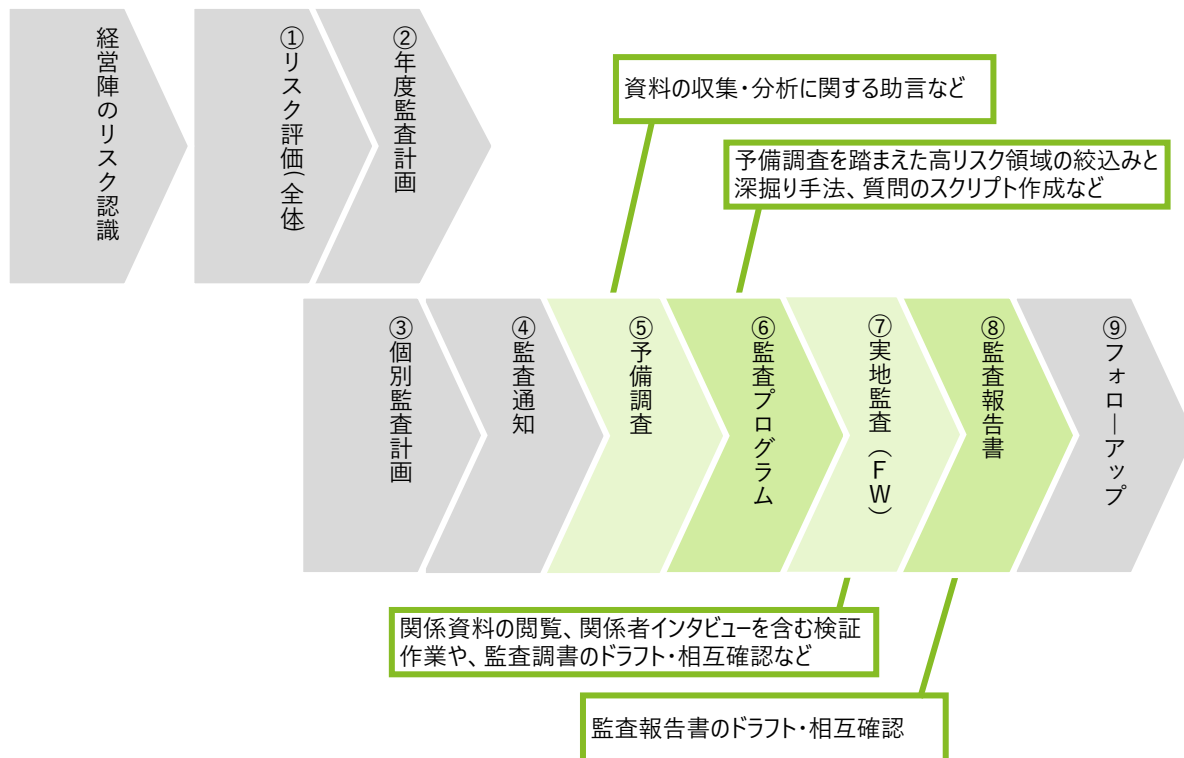 経営陣のリスク認識
①リスク評価(全体)
②年度監査計画
資料の収集・分析に関する助言など
予備調査を踏まえた高リスク領域の絞込みと
深掘り手法、質問のスクリプト作成など
③個別監査計画
④監査通知
⑤予備調査
⑥監査プログラム
⑦実地監査（FW）
⑧監査報告書
⑨フォローアップ
関係資料の閲覧、関係者インタビューを含む検証
作業や、監査調書のドラフト・相互確認など
監査報告書のドラフト・相互確認